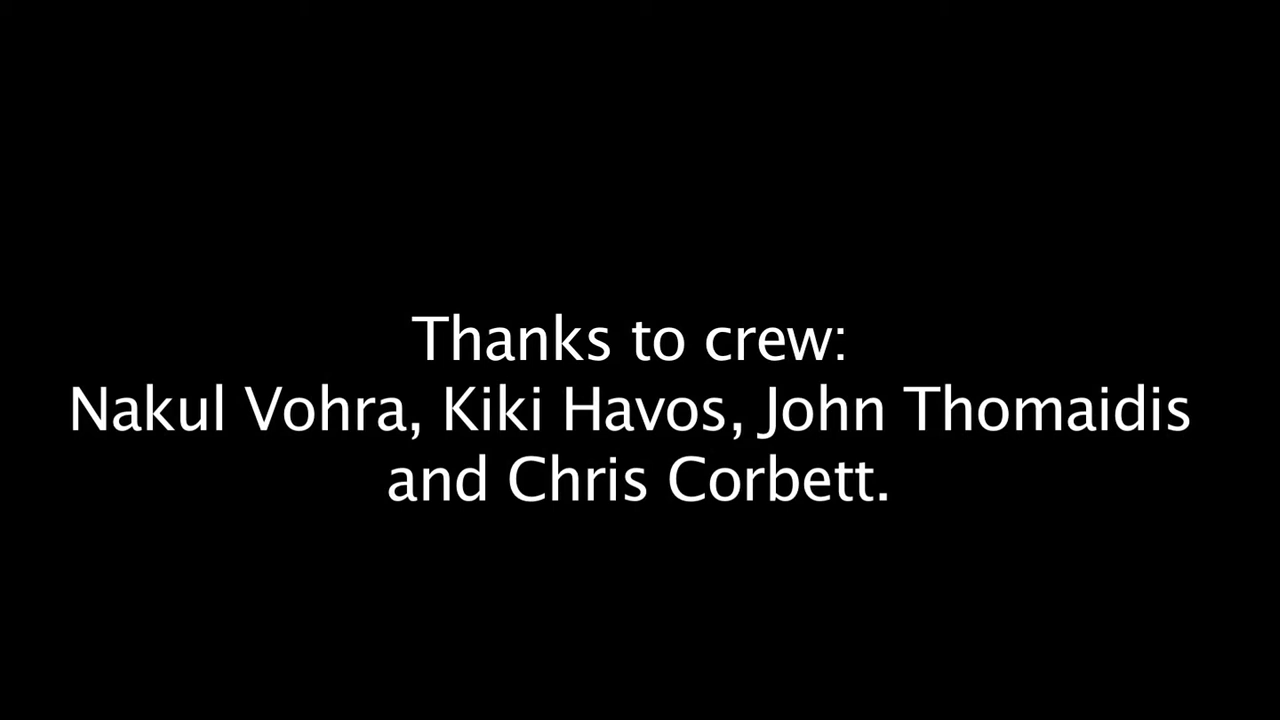 Thanks to crew:
Nakul Vohra, Kiki Havos, John Thomaidis
and Chris Corbett.